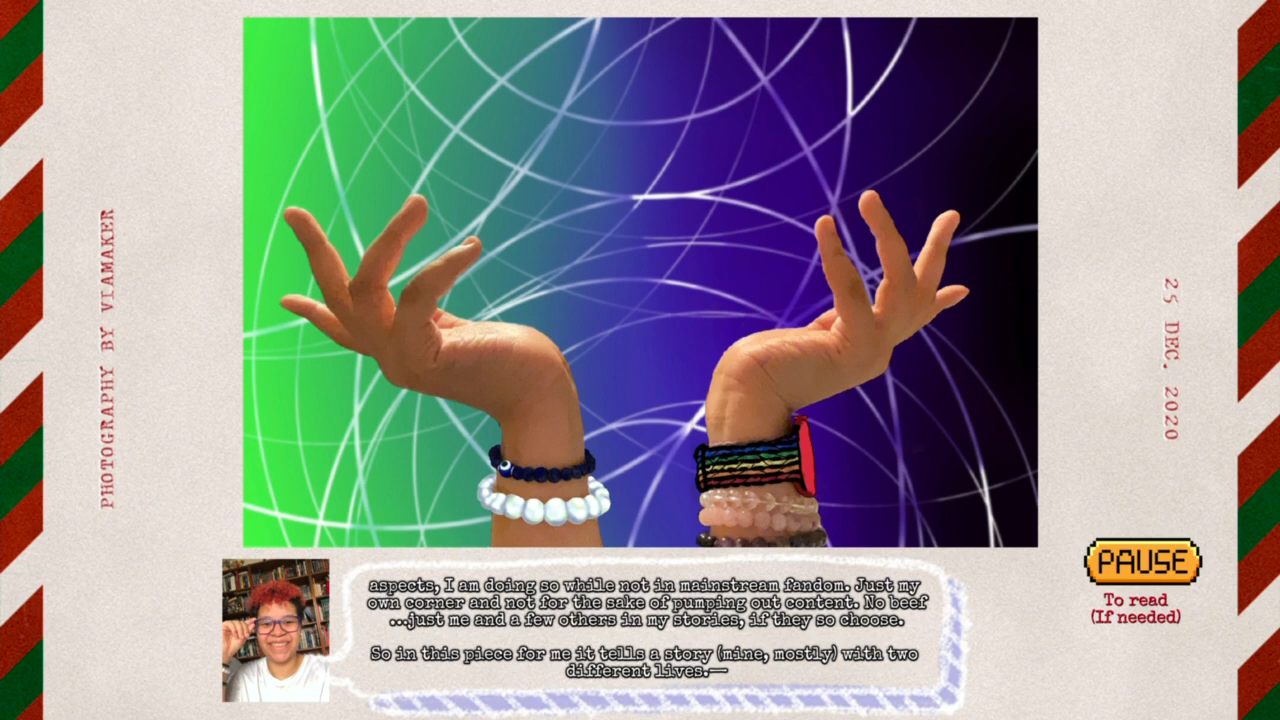 PHOTOGRAPHY BY VIAMAKER
25 DEC. 2020
aspects, I am doing so while not in mainstream fandom. Just my
own corner and not for the sake of pumping out content. No beef
...just me and a few others in my stories, if they so choose.
So in this piece for me it tells a story (mine, mostly) with two
different lives.—
PAUSE
To read
(If needed)